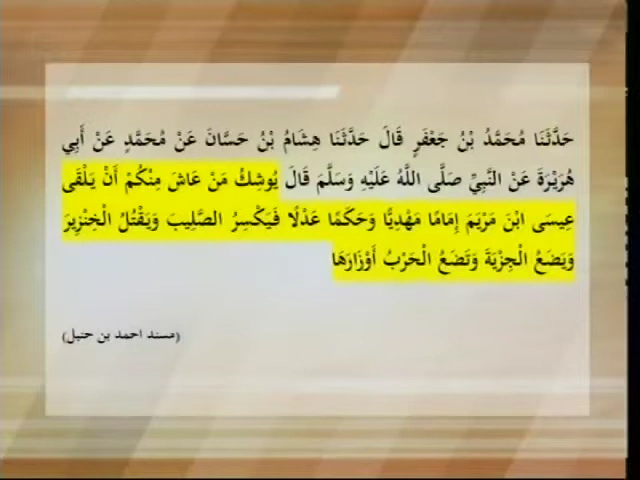 حَدَّثَنَا مُحَمَّدُ بْنُ جَعْفَرٍ قَالَ حَدَّثَنَا هِشَامُ بْنُ حَسَّانَ عَنْ مُحَمَّدٍ عَنْ أَبِي
هُرَيْرَةَ عَنْ النَّبِيِّ صَلَّى اللَّهُ عَلَيْهِ وَسَلَّمَ قَالَ يُوشِكُ مَنْ عَاشَ مِنْكُمْ أَنْ يَلْقَى
عِيسَى ابْنَ مَرْيَمَ إِمَامًا مَهْدِيًّا وَحَكَمًا عَدْلًا فَيَكْسِرُ الصَّلِيبَ وَيَقْتُلُ الْخِنْزِيرَ
وَيَضَعُ الْجِزْيَةَ وَتَضَعُ الْحَرْبُ أَوْزَارَهَا
(مسند احمد بن حنبل)